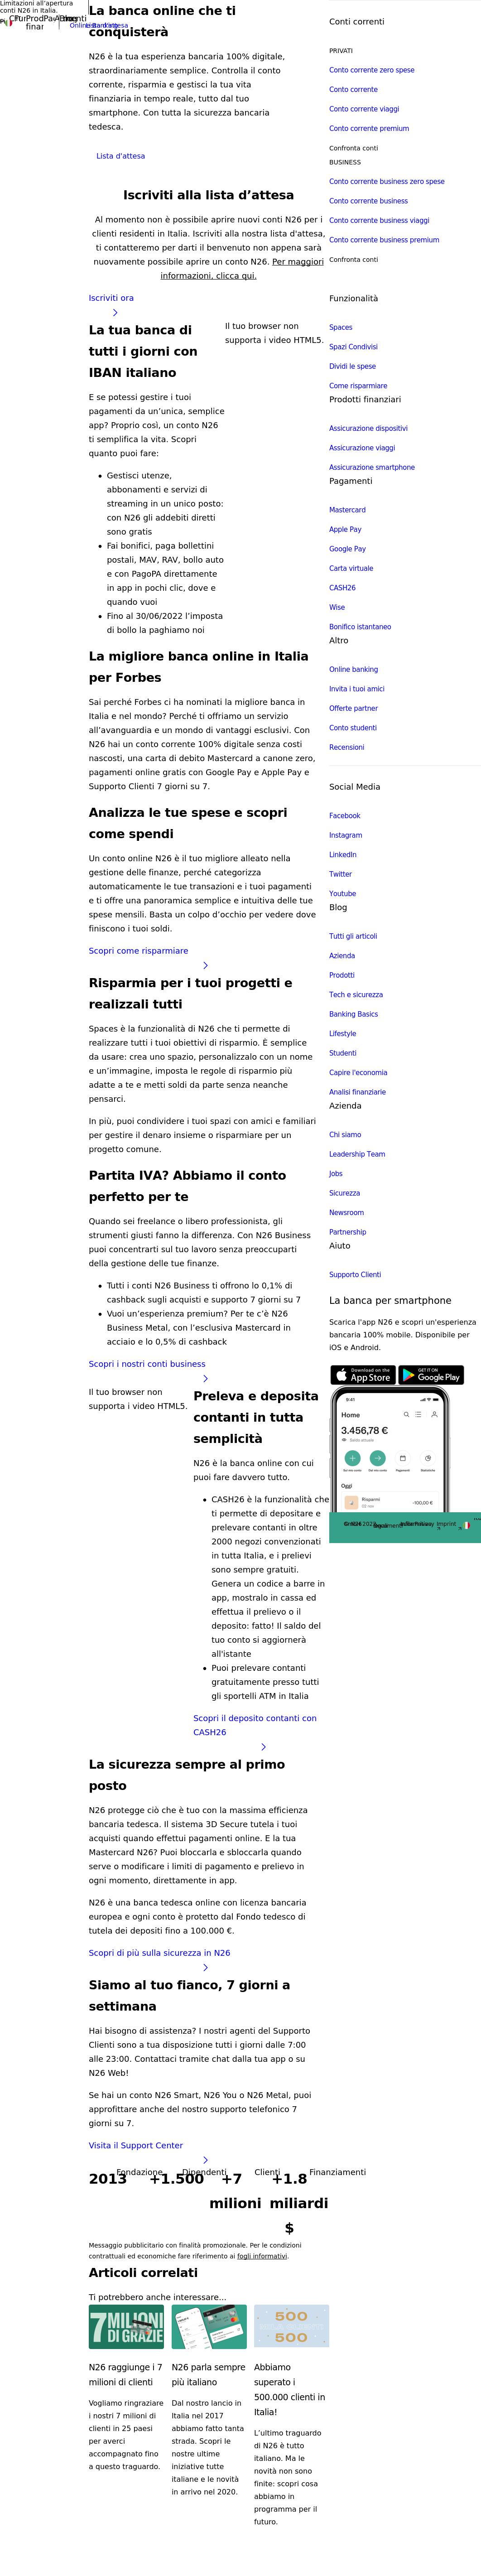 Limitazioni all’apertura
conti N26 in Italia.
La banca online che ti
conquisterà
N26 è la tua esperienza bancaria 100% digitale,
straordinariamente semplice. Controlla il conto
corrente, risparmia e gestisci la tua vita
finanziaria in tempo reale, tutto dal tuo
smartphone. Con tutta la sicurezza bancaria
tedesca.
Lista d'attesa
Iscriviti alla lista d’attesa
Al momento non è possibile aprire nuovi conti N26 per i
clienti residenti in Italia. Iscriviti alla nostra lista d'attesa,
ti contatteremo per darti il benvenuto non appena sarà
nuovamente possibile aprire un conto N26. Per maggiori
informazioni, clicca qui.
Iscriviti ora
La tua banca di
tutti i giorni con
IBAN italiano
E se potessi gestire i tuoi
pagamenti da un’unica, semplice
app? Proprio così, un conto N26
ti semplifica la vita. Scopri
quanto puoi fare:
Gestisci utenze,
abbonamenti e servizi di
streaming in un unico posto:
con N26 gli addebiti diretti
sono gratis
Fai bonifici, paga bollettini
postali, MAV, RAV, bollo auto
e con PagoPA direttamente
in app in pochi clic, dove e
quando vuoi
Fino al 30/06/2022 l’imposta
di bollo la paghiamo noi
Il tuo browser non
supporta i video HTML5.
La migliore banca online in Italia
per Forbes
Sai perché Forbes ci ha nominati la migliore banca in
Italia e nel mondo? Perché ti offriamo un servizio
all’avanguardia e un mondo di vantaggi esclusivi. Con
N26 hai un conto corrente 100% digitale senza costi
nascosti, una carta di debito Mastercard a canone zero,
pagamenti online gratis con Google Pay e Apple Pay e
Supporto Clienti 7 giorni su 7.
Analizza le tue spese e scopri
come spendi
Un conto online N26 è il tuo migliore alleato nella
gestione delle finanze, perché categorizza
automaticamente le tue transazioni e i tuoi pagamenti
e ti offre una panoramica semplice e intuitiva delle tue
spese mensili. Basta un colpo d’occhio per vedere dove
finiscono i tuoi soldi.
Scopri come risparmiare
Risparmia per i tuoi progetti e
realizzali tutti
Spaces è la funzionalità di N26 che ti permette di
realizzare tutti i tuoi obiettivi di risparmio. È semplice
da usare: crea uno spazio, personalizzalo con un nome
e un’immagine, imposta le regole di risparmio più
adatte a te e metti soldi da parte senza neanche
pensarci.
In più, puoi condividere i tuoi spazi con amici e familiari
per gestire il denaro insieme o risparmiare per un
progetto comune.
Partita IVA? Abbiamo il conto
perfetto per te
Quando sei freelance o libero professionista, gli
strumenti giusti fanno la differenza. Con N26 Business
puoi concentrarti sul tuo lavoro senza preoccuparti
della gestione delle tue finanze.
Tutti i conti N26 Business ti offrono lo 0,1% di
cashback sugli acquisti e supporto 7 giorni su 7
Vuoi un’esperienza premium? Per te c’è N26
Business Metal, con l’esclusiva Mastercard in
acciaio e lo 0,5% di cashback
Scopri i nostri conti business
Il tuo browser non
supporta i video HTML5.
Preleva e deposita
contanti in tutta
semplicità
N26 è la banca online con cui
puoi fare davvero tutto.
CASH26 è la funzionalità che
ti permette di depositare e
prelevare contanti in oltre
2000 negozi convenzionati
in tutta Italia, e i prelievi
sono sempre gratuiti.
Genera un codice a barre in
app, mostralo in cassa ed
effettua il prelievo o il
deposito: fatto! Il saldo del
tuo conto si aggiornerà
all'istante
Puoi prelevare contanti
gratuitamente presso tutti
gli sportelli ATM in Italia
Scopri il deposito contanti con
CASH26
La sicurezza sempre al primo
posto
N26 protegge ciò che è tuo con la massima efficienza
bancaria tedesca. Il sistema 3D Secure tutela i tuoi
acquisti quando effettui pagamenti online. E la tua
Mastercard N26? Puoi bloccarla e sbloccarla quando
serve o modificare i limiti di pagamento e prelievo in
ogni momento, direttamente in app.
N26 è una banca tedesca online con licenza bancaria
europea e ogni conto è protetto dal Fondo tedesco di
tutela dei depositi fino a 100.000 €.
Scopri di più sulla sicurezza in N26
Siamo al tuo fianco, 7 giorni a
settimana
Hai bisogno di assistenza? I nostri agenti del Supporto
Clienti sono a tua disposizione tutti i giorni dalle 7:00
alle 23:00. Contattaci tramite chat dalla tua app o su
N26 Web!
Se hai un conto N26 Smart, N26 You o N26 Metal, puoi
approfittare anche del nostro supporto telefonico 7
giorni su 7.
Visita il Support Center
Fondazione Dipendenti Clienti Finanziamenti
2013 +1.500 +7 +1.8
milioni miliardi
$
Messaggio pubblicitario con finalità promozionale. Per le condizioni
contrattuali ed economiche fare riferimento ai fogli informativi.
Articoli correlati
Ti potrebbero anche interessare...
7 MILIONI
DI GRAZIE
500
500
N26 raggiunge i 7
milioni di clienti
Vogliamo ringraziare
i nostri 7 milioni di
clienti in 25 paesi
per averci
accompagnato fino
a questo traguardo.
N26 parla sempre
più italiano
Dal nostro lancio in
Italia nel 2017
abbiamo fatto tanta
strada. Scopri le
nostre ultime
iniziative tutte
italiane e le novità
in arrivo nel 2020.
Abbiamo
superato i
500.000 clienti in
Italia!
L’ultimo traguardo
di N26 è tutto
italiano. Ma le
novità non sono
finite: scopri cosa
abbiamo in
programma per il
futuro.
Conti correnti
PRIVATI
Conto corrente zero spese
Conto corrente
Conto corrente viaggi
Conto corrente premium
Confronta conti
BUSINESS
Conto corrente business zero spese
Conto corrente business
Conto corrente business viaggi
Conto corrente business premium
Confronta conti
Funzionalità
Spaces
Spazi Condivisi
Dividi le spese
Come risparmiare
Prodotti finanziari
Assicurazione dispositivi
Assicurazione viaggi
Assicurazione smartphone
Pagamenti
Mastercard
Apple Pay
Google Pay
Carta virtuale
CASH26
Wise
Bonifico istantaneo
Altro
Online banking
Invita i tuoi amici
Offerte partner
Conto studenti
Recensioni
Social Media
Facebook
Instagram
LinkedIn
Twitter
Youtube
Blog
Tutti gli articoli
Azienda
Prodotti
Tech e sicurezza
Banking Basics
Lifestyle
Studenti
Capire l'economia
Analisi finanziarie
Azienda
Chi siamo
Leadership Team
Jobs
Sicurezza
Newsroom
Partnership
Aiuto
Supporto Clienti
La banca per smartphone
Scarica l'app N26 e scopri un'esperienza
bancaria 100% mobile. Disponibile per
iOS e Android.
Download on the
App Store
GET IT ON
Google Play
9:41
Home
3.456,78 €
Oggi
Risparmi
-100,00 €
Imprint